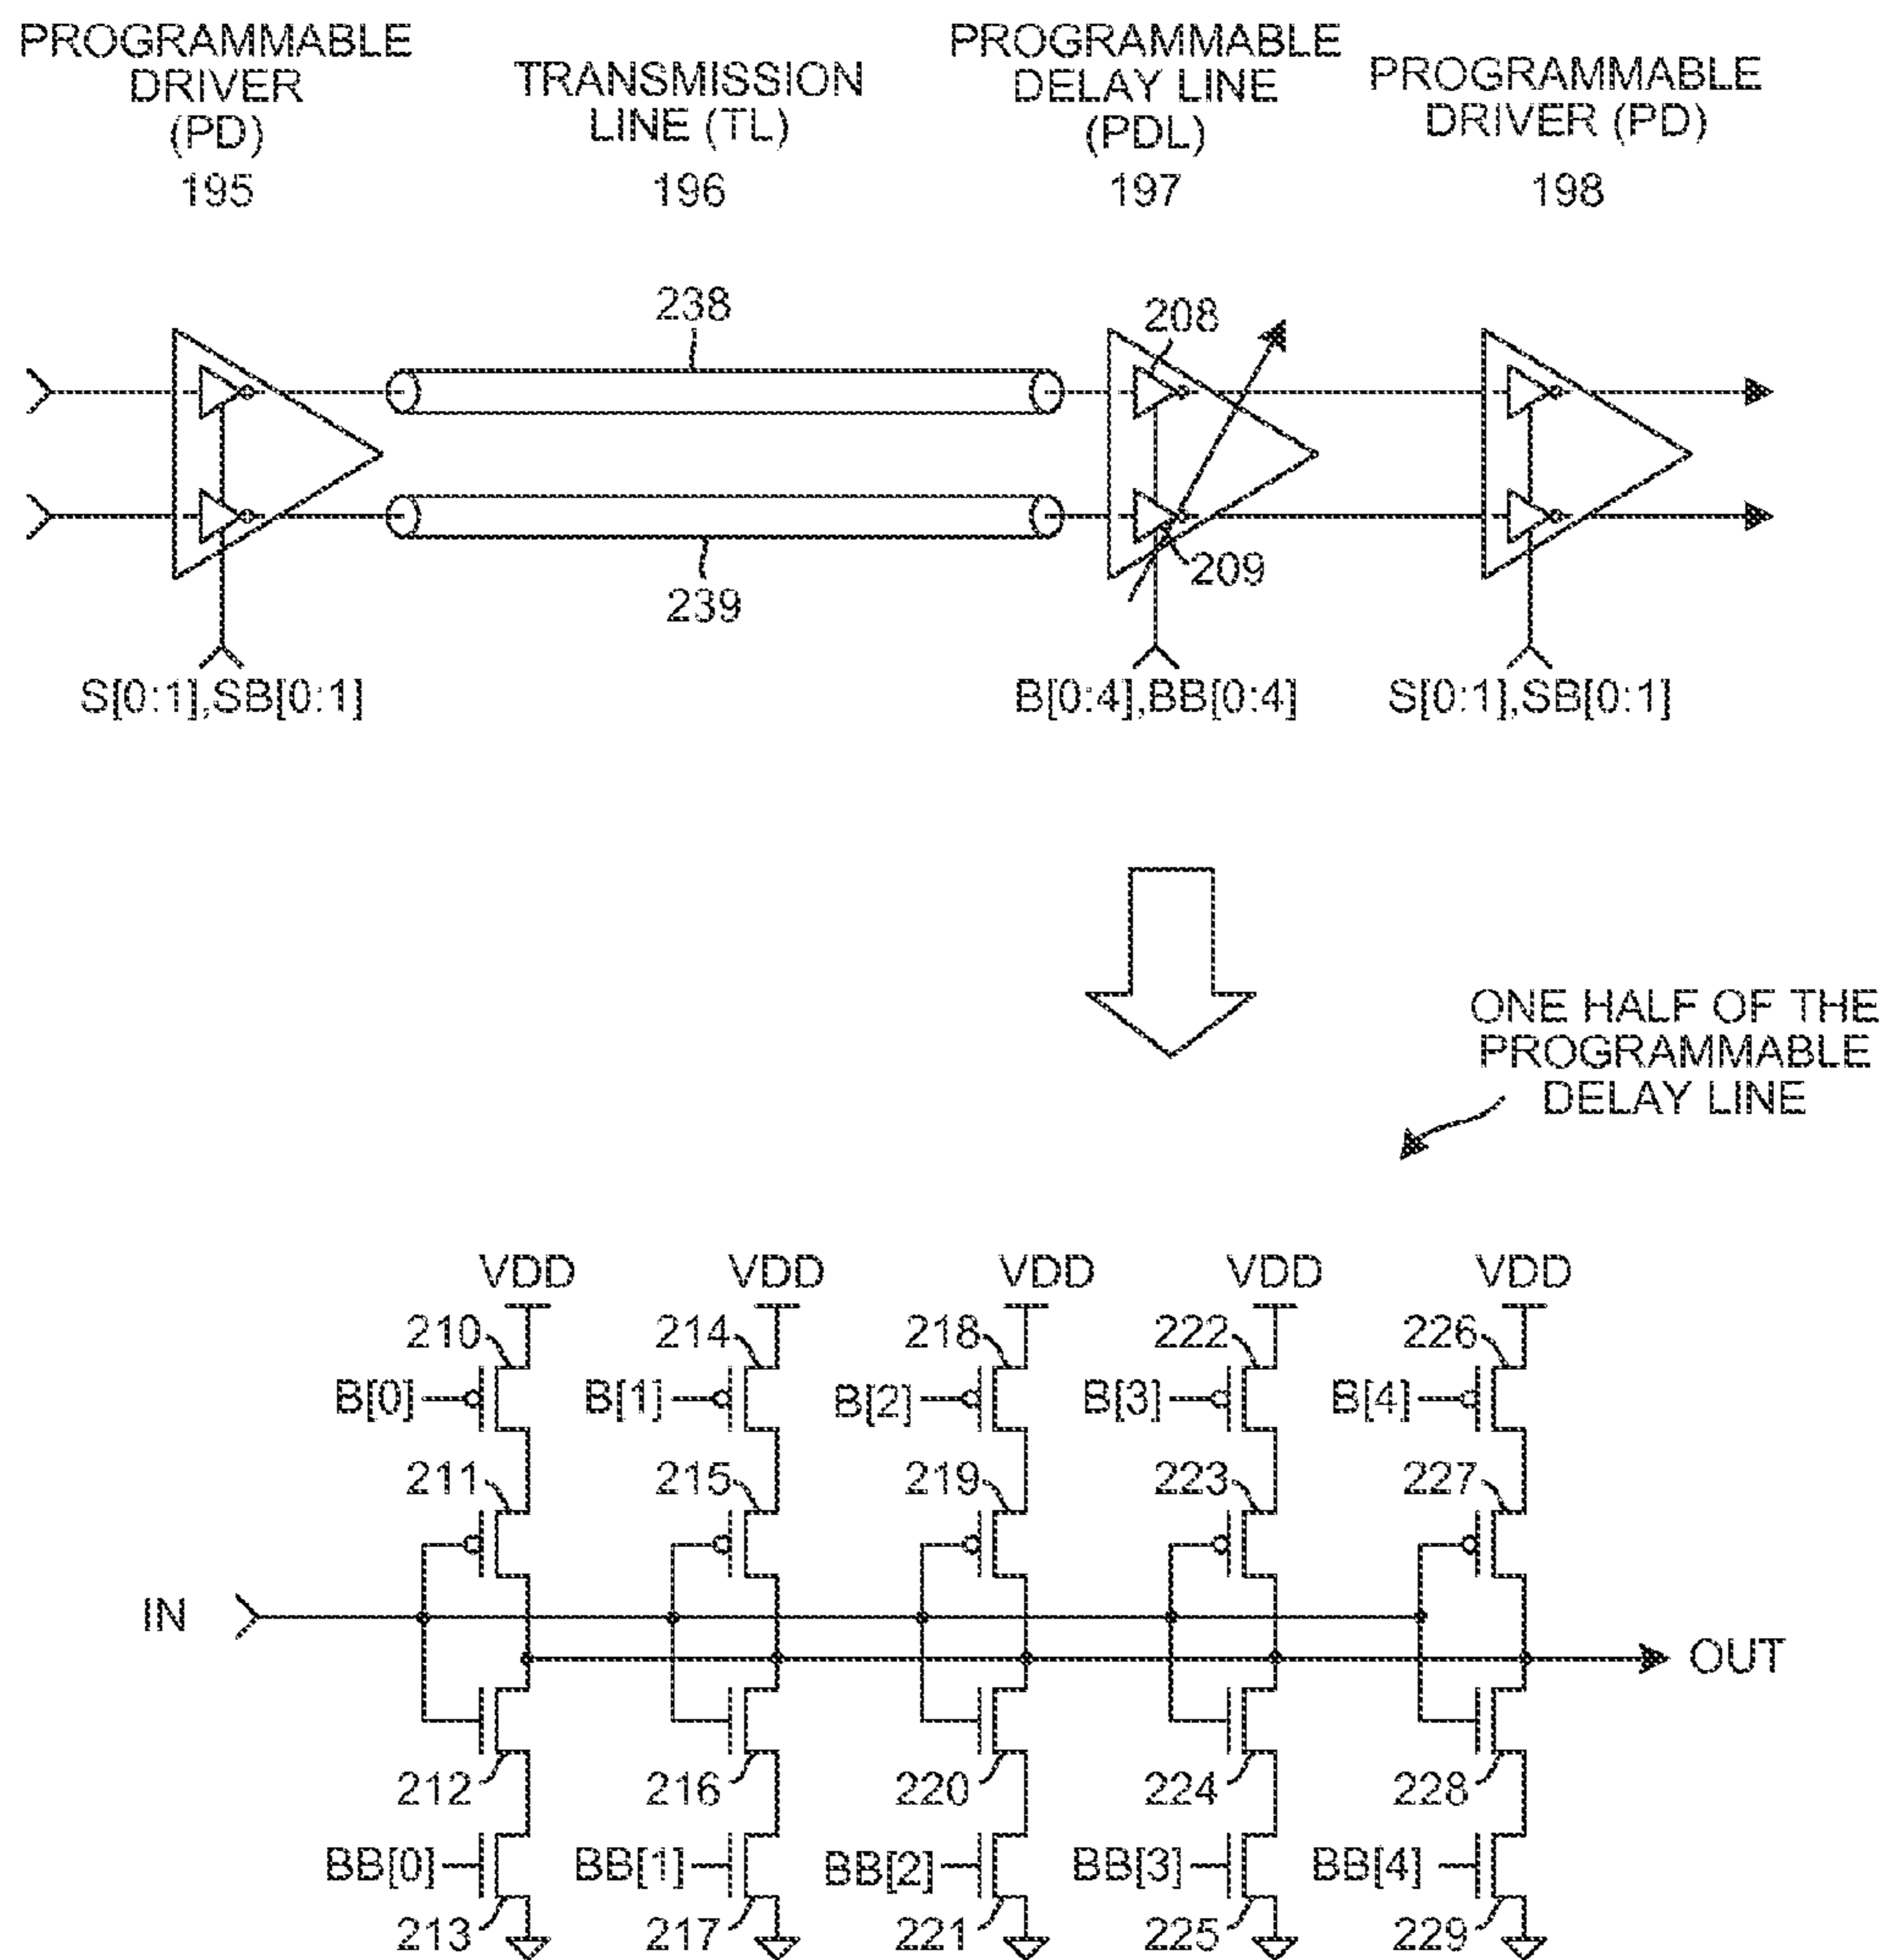 PROGRAMMABLE
DRIVER
(PD)
195
TRANSMISSION
LINE (TL)
196
PROGRAMMABLE
DELAY LINE
(PDL)
197
PROGRAMMABLE
DRIVER (PD)
198
238
208
239
209
S[0:1],SB[0:1]
B[0:4],BB[0:4]
S[0:1],SB[0:1]
ONE HALF OF THE
PROGRAMMABLE
DELAY LINE
VDD VDD VDD VDD VDD
210 214 218 222 226
B[0] B[1] B[2] B[3] B[4]
211 215 219 223 227
IN
OUT
212 216 220 224 228
BB[0] BB[1] BB[2] BB[3] BB[4]
213 217 221 225 229